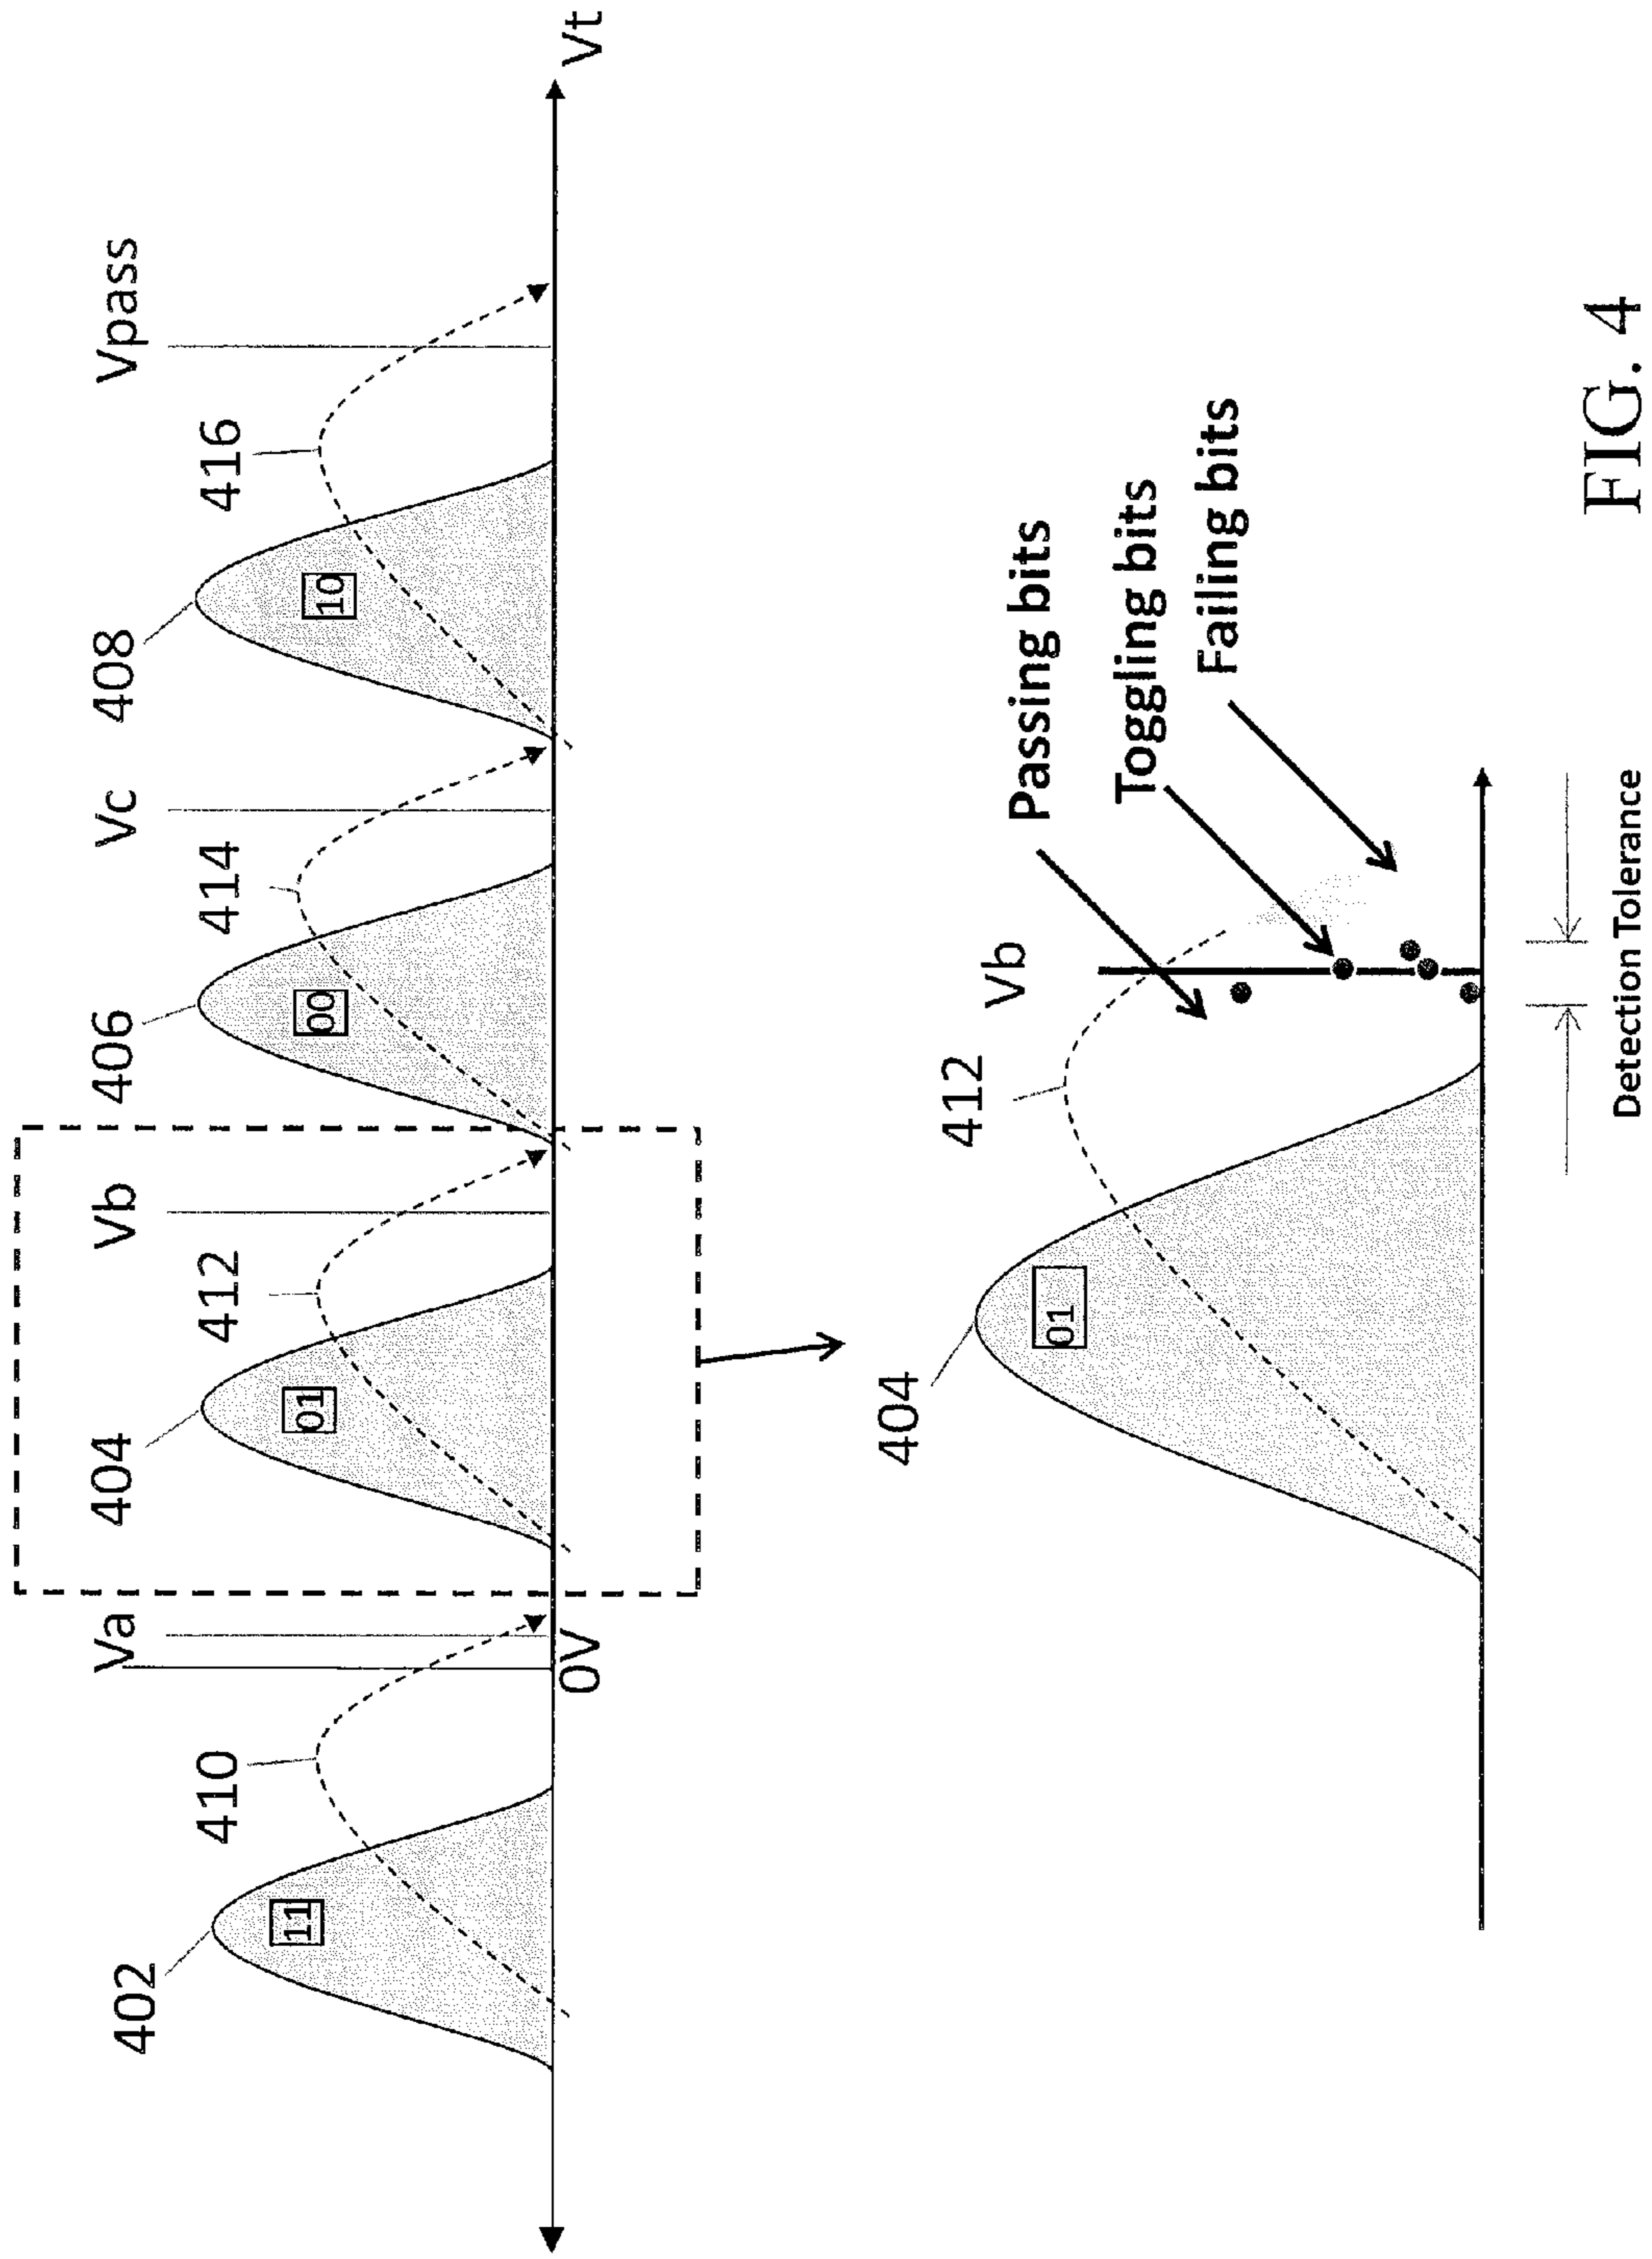 Va
Vb
Vc
Vpass
402
410
404
412
406
414
408
416
11
01
00
10
0V
Vt
404
412
Vb
01
Passing bits
Toggling bits
Failing bits
Detection Tolerance
FIG. 4